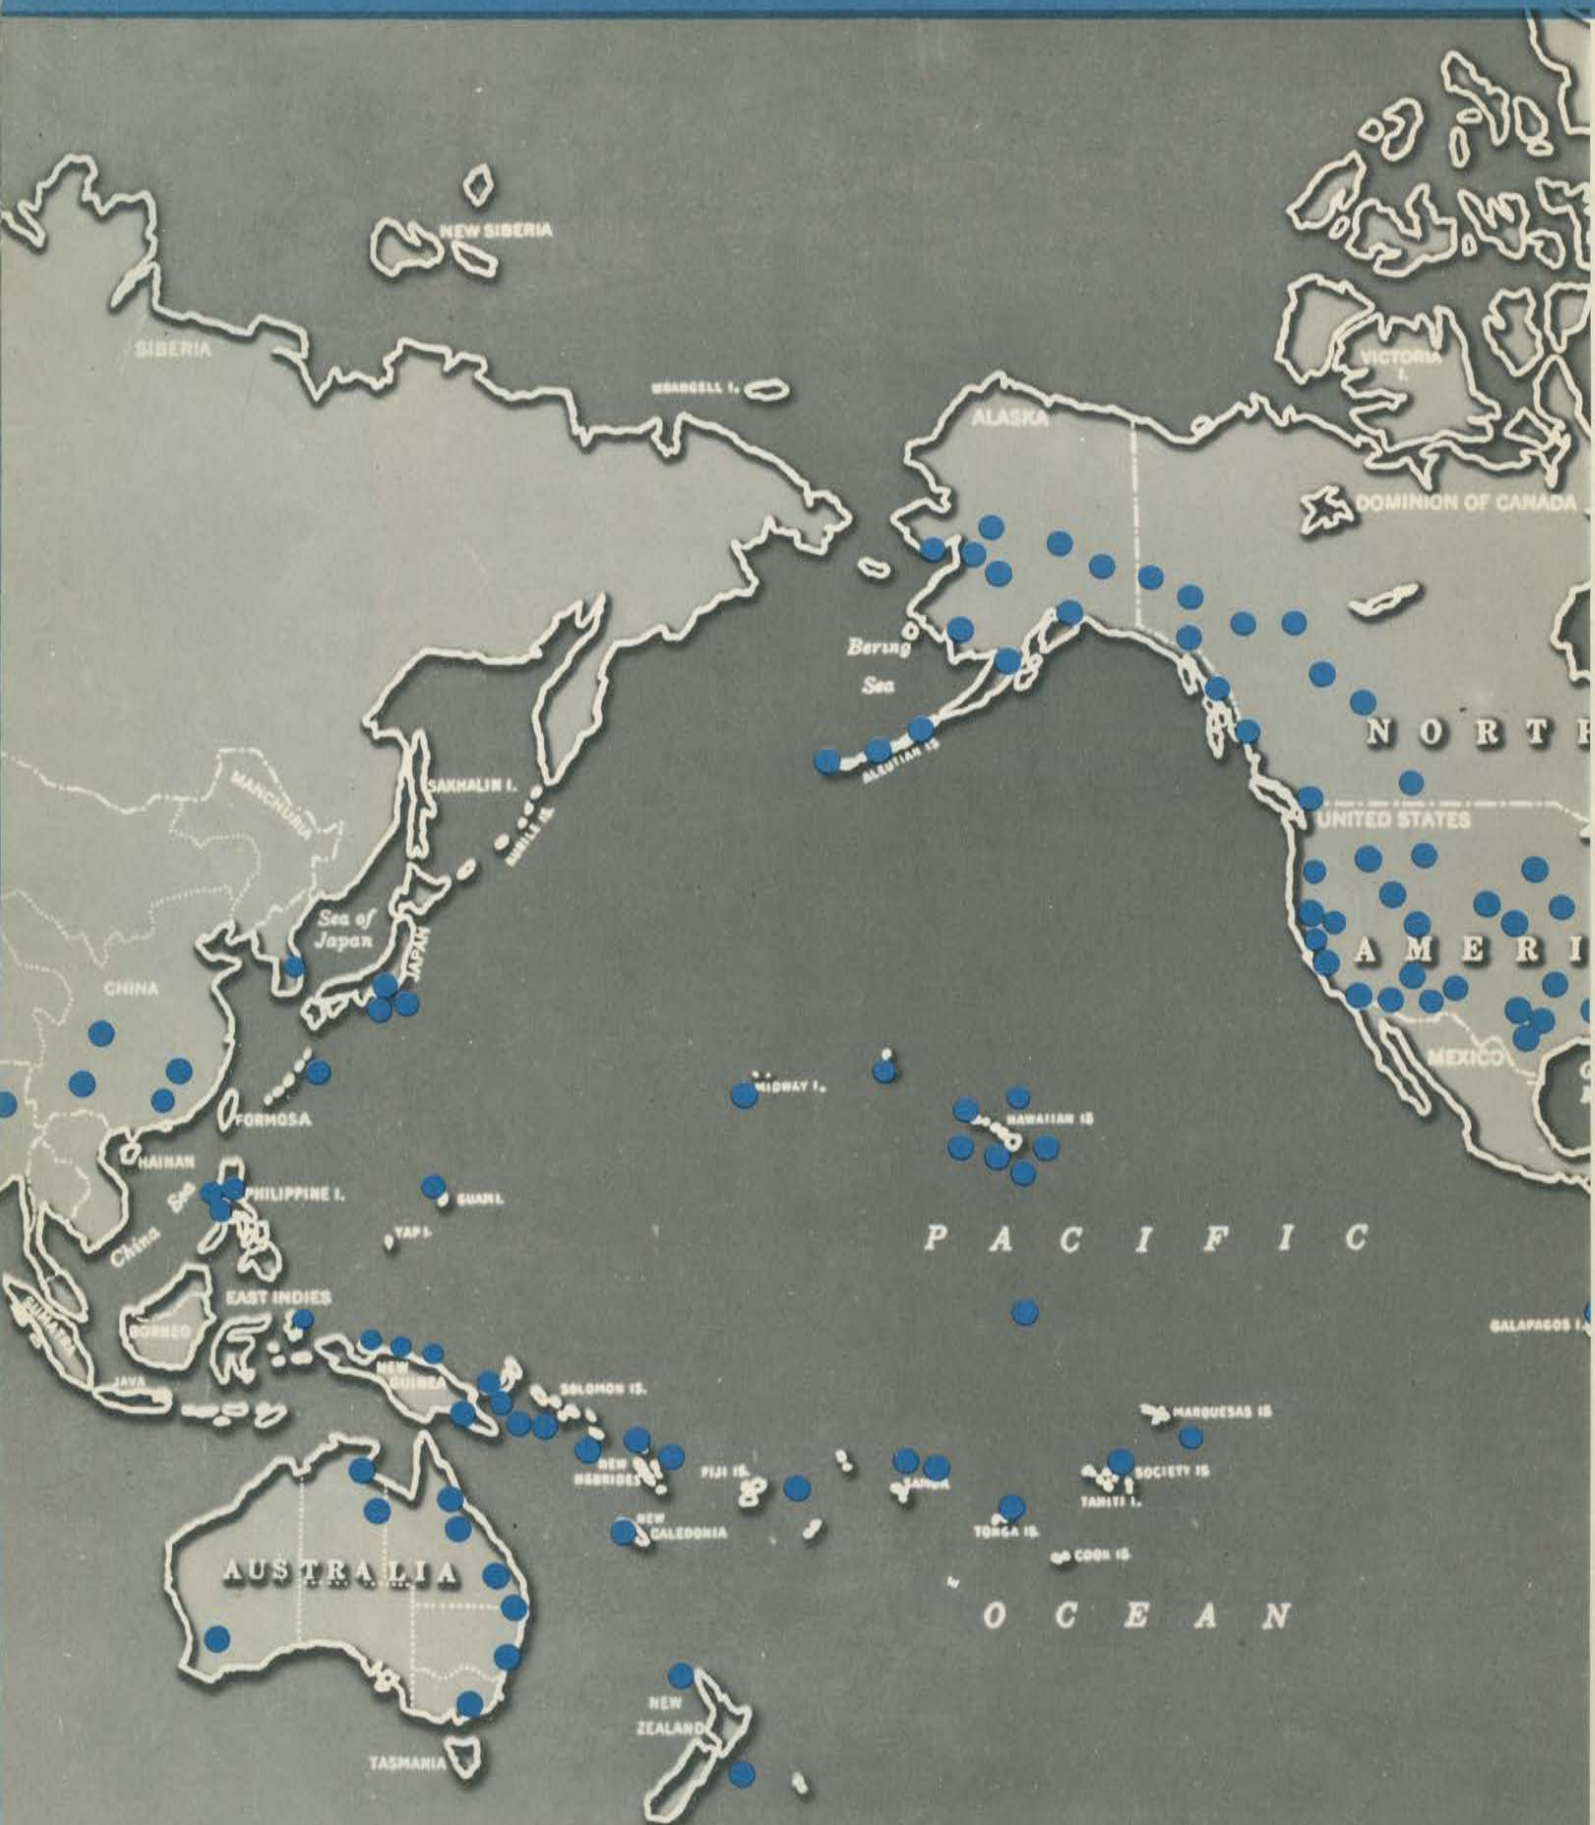 NEW SIBERIA
SIBERIA
WRANGELL I.
ALASKA
VICTORIA
I.
DOMINION OF CANADA
Bering
Sea
ALEUTIAN IS
NORTH
SAKHALIN I.
MANCHURIA
KURILE IS.
UNITED STATES
Sea of
Japan
JAPAN
AMERI
CHINA
MEXICO
MIDWAY I.
HAWAIIAN IS
FORMOSA
HAINAN
PHILIPPINE I.
GUAM I.
China Sea
YAP I.
PACIFIC
EAST INDIES
SUMATRA
BORNEO
GALAPAGOS I.
NEW
GUINEA
JAVA
SOLOMON IS.
MARQUESAS IS
NEW
HEBRIDES
FIJI IS.
SAMOA
SOCIETY IS
TAHITI I.
NEW
CALEDONIA
TONGA IS.
COOK IS
AUSTRALIA
OCEAN
NEW
ZEALAND
TASMANIA